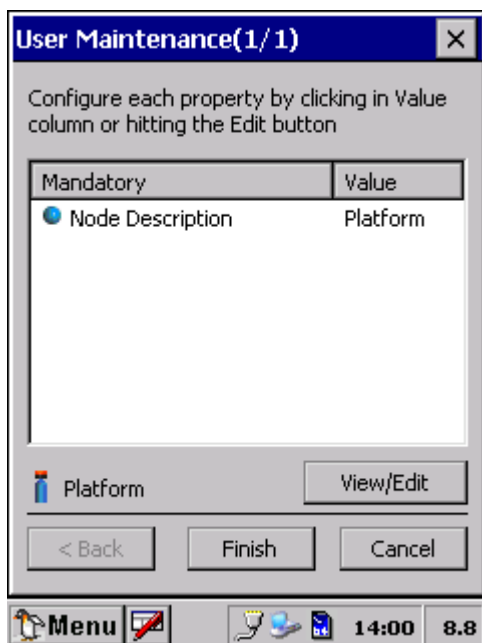 User Maintenance(1/1)
Configure each property by clicking in Value
column or hitting the Edit button
Mandatory Value
Node Description Platform
Platform View/Edit
< Back Finish Cancel
Menu 14:00 8.8